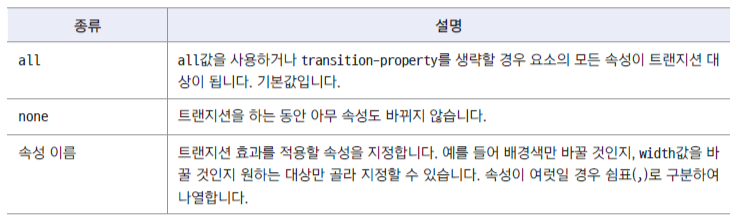 종류 설명
all all값을 사용하거나 transition-property를 생략할 경우 요소의 모든 속성이 트랜지션 대
상이 됩니다. 기본값입니다.
none 트랜지션을 하는 동안 아무 속성도 바뀌지 않습니다.
속성 이름 트랜지션 효과를 적용할 속성을 지정합니다. 예를 들어 배경색만 바꿀 것인지, width값을 바
꿀 것인지 원하는 대상만 골라 지정할 수 있습니다. 속성이 여럿일 경우 쉼표(,)로 구분하여
나열합니다.